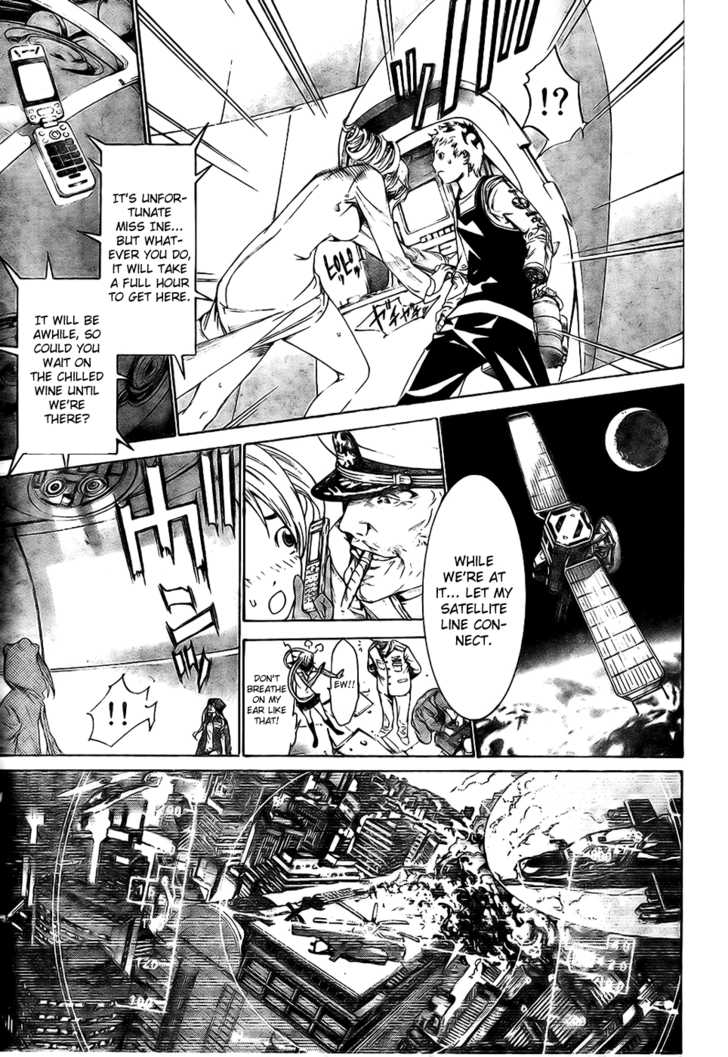 !?
IT'S UNFOR-
TUNATE
MISS INE...
BUT WHAT-
EVER YOU DO,
IT WILL TAKE
A FULL HOUR
TO GET HERE.
IT WILL BE
AWHILE, SO
COULD YOU
WAIT ON
THE CHILLED
WINE UNTIL
WE'RE
THERE?
WHILE
WE'RE AT
IT... LET MY
SATELLITE
LINE CON-
NECT.
EW!!
DON'T
BREATHE
ON MY
EAR LIKE
THAT!
!!
120
100